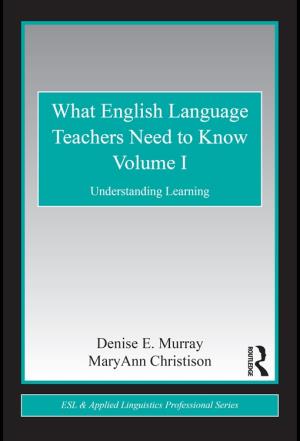 What English Language
Teachers Need to Know
Volume I
Understanding Learning
Denise E. Murray
MaryAnn Christison
ROUTLEDGE
ESL & Applied Linguistics Professional Series